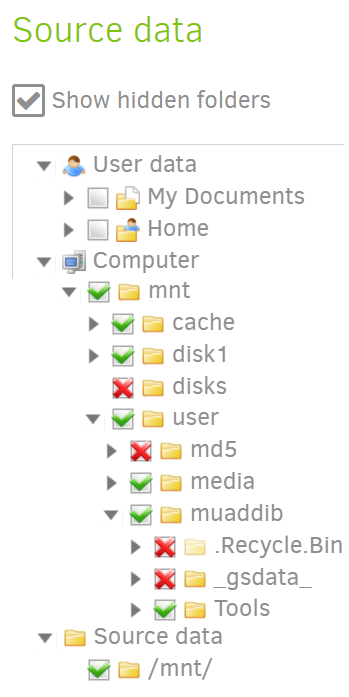 Source data
Show hidden folders
User data
My Documents
Home
Computer
mnt
cache
disk1
disks
user
md5
media
muaddib
.Recycle.Bin
_gsdata_
Tools
Source data
/mnt/